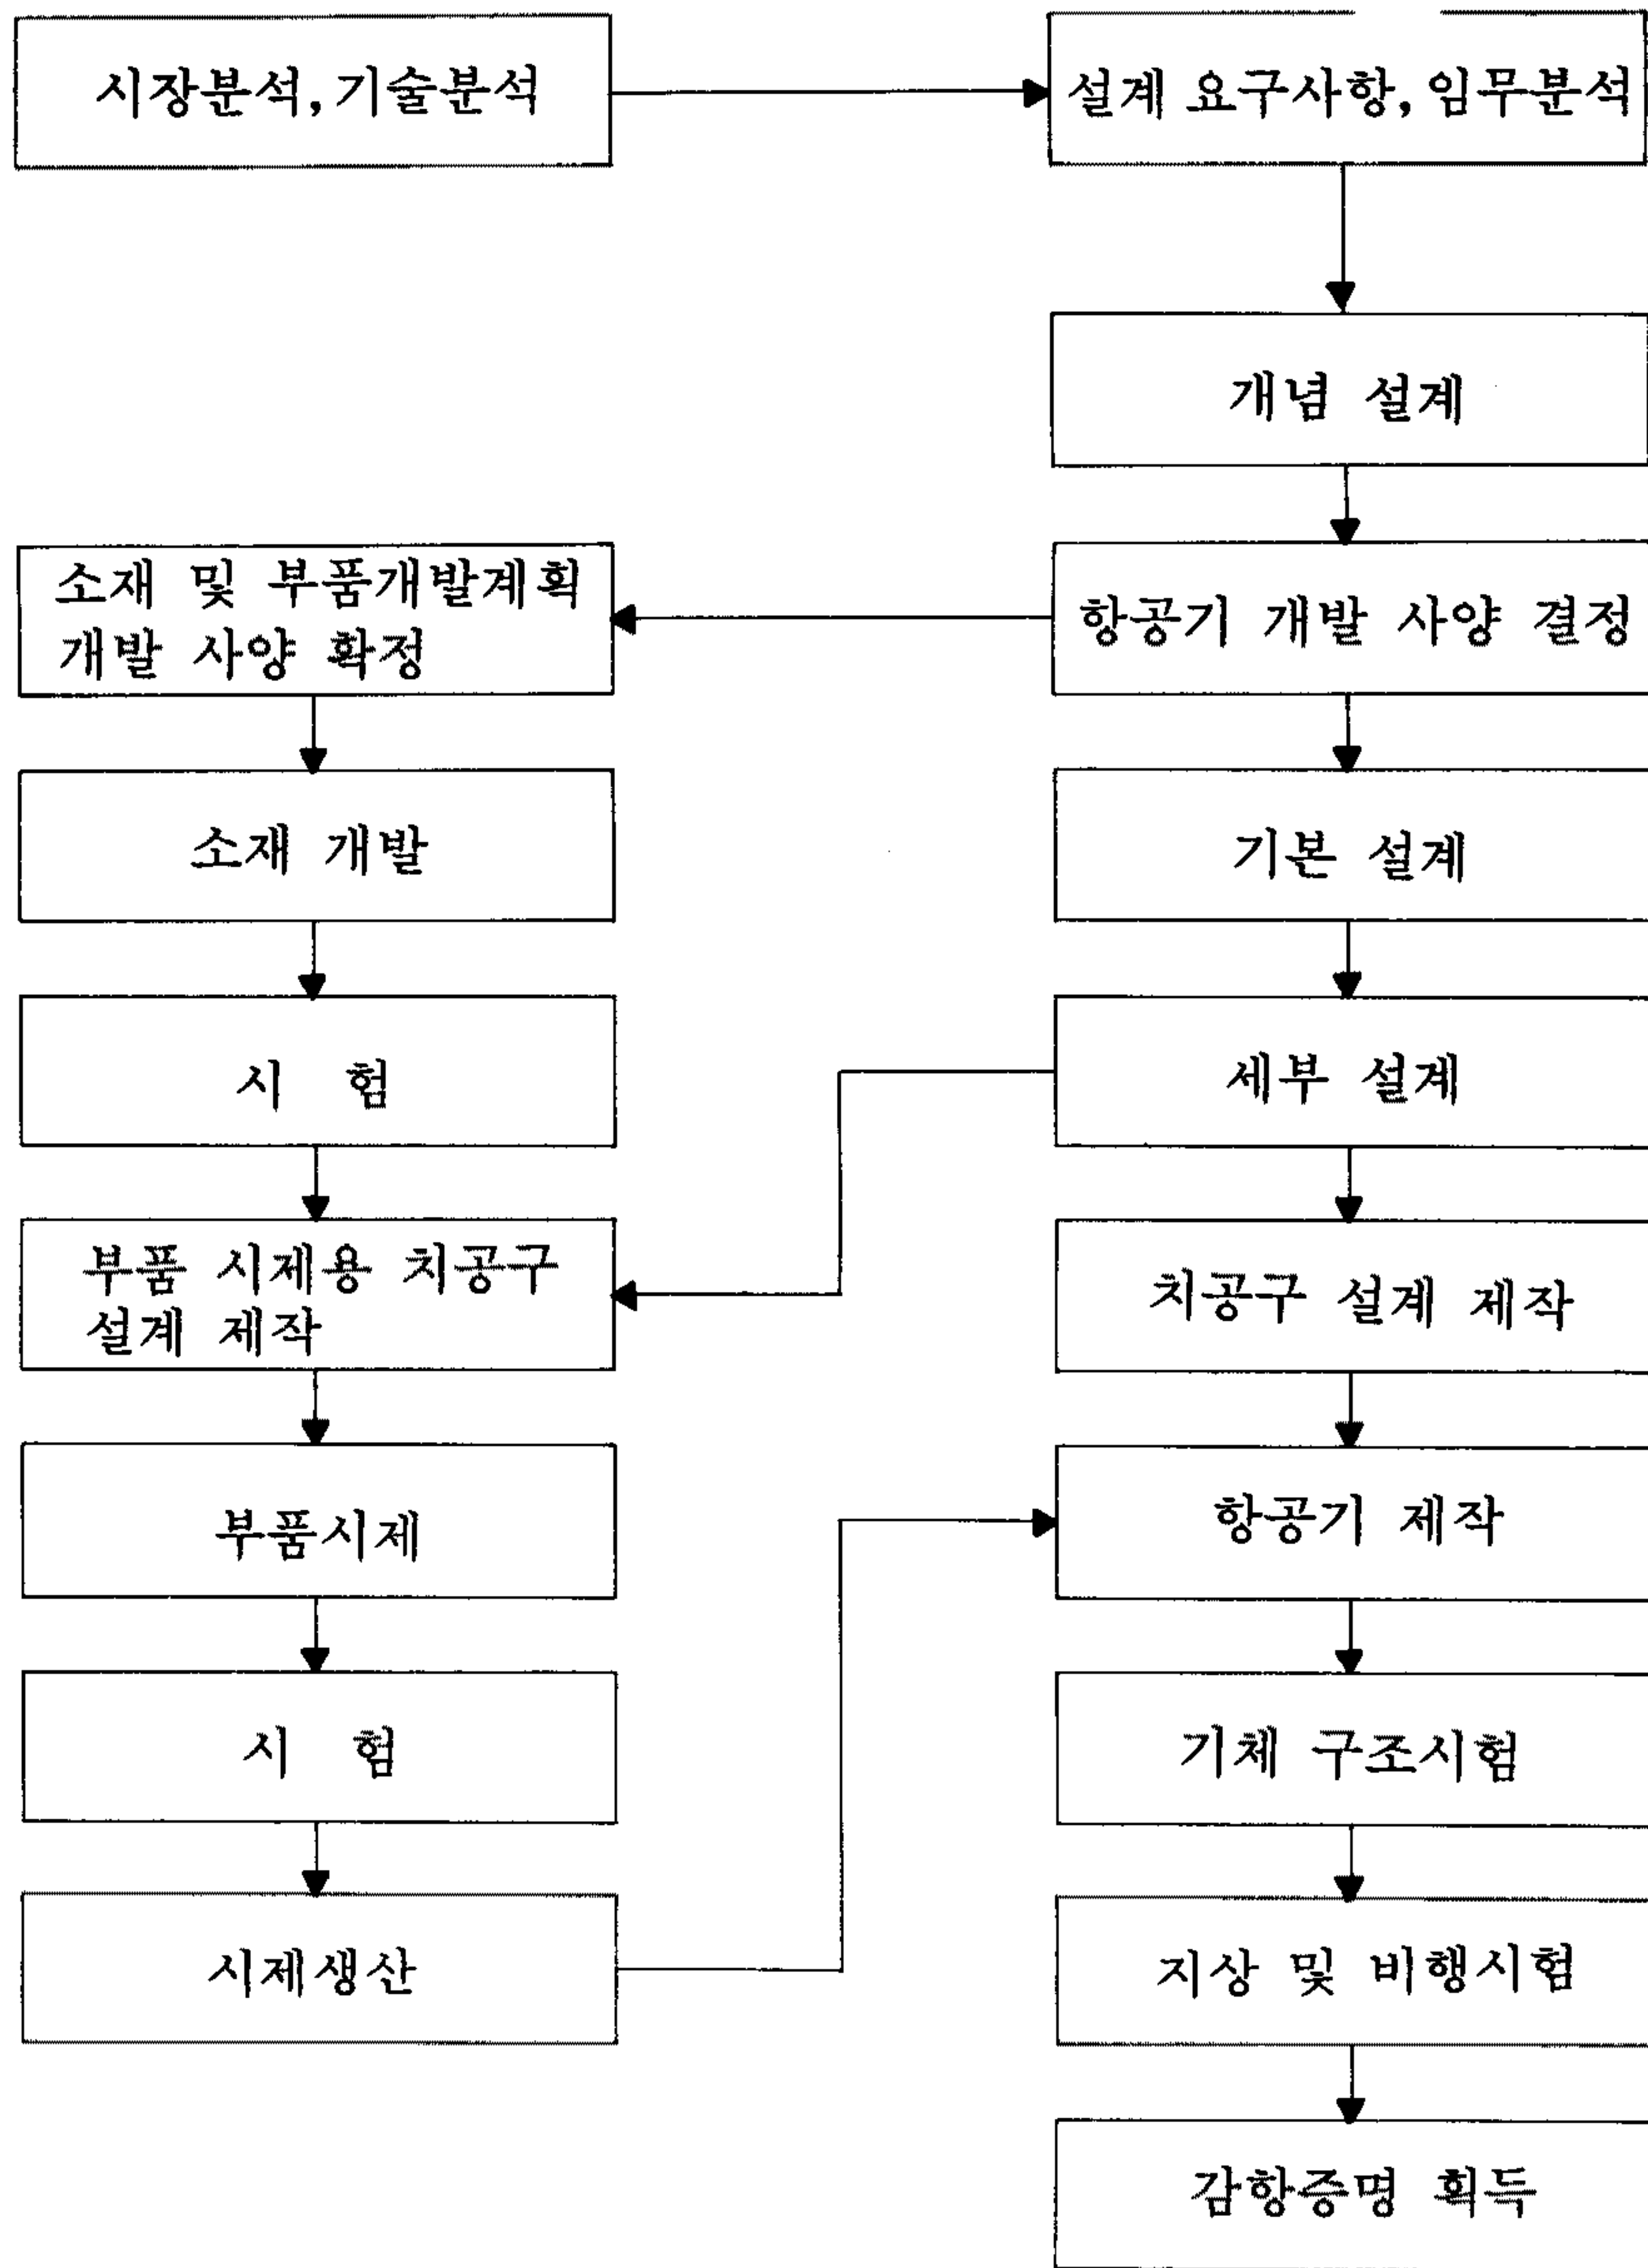 시장분석, 기술분석
설계 요구사항, 임무분석
개념 설계
소재 및 부품개발계획
개발 사양 확정
항공기 개발 사양 결정
소재 개발
기본 설계
시 험
세부 설계
부품 시제용 치공구
설계 제작
치공구 설계 제작
부품시제
항공기 제작
시 험
기체 구조시험
시제생산
지상 및 비행시험
감항증명 획득